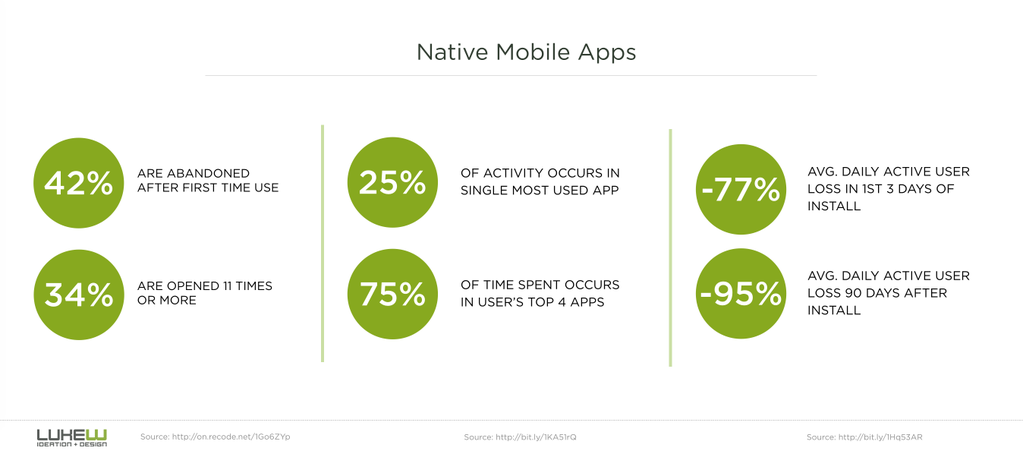 Native Mobile Apps
42%
ARE ABANDONED
AFTER FIRST TIME USE
34%
ARE OPENED 11 TIMES
OR MORE
25%
OF ACTIVITY OCCURS IN
SINGLE MOST USED APP
75%
OF TIME SPENT OCCURS
IN USER'S TOP 4 APPS
-77%
AVG. DAILY ACTIVE USER
LOSS IN 1ST 3 DAYS OF
INSTALL
-95%
AVG. DAILY ACTIVE USER
LOSS 90 DAYS AFTER
INSTALL
LUKEW
IDEATION + DESIGN
Source: http://on.recode.net/1Go6ZYp
Source: http://bit.ly/1KA51rQ
Source: http://bit.ly/1HqS3AR